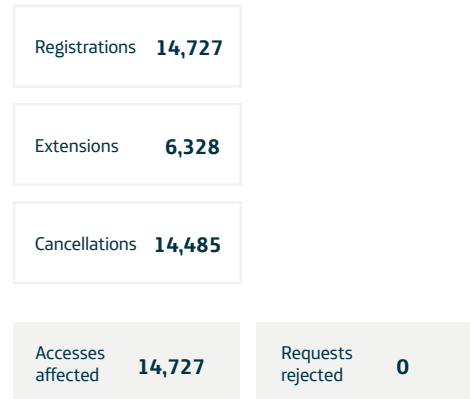 Registrations 14,727
Extensions 6,328
Cancellations 14,485
Accesses
affected 14,727
Requests
rejected 0